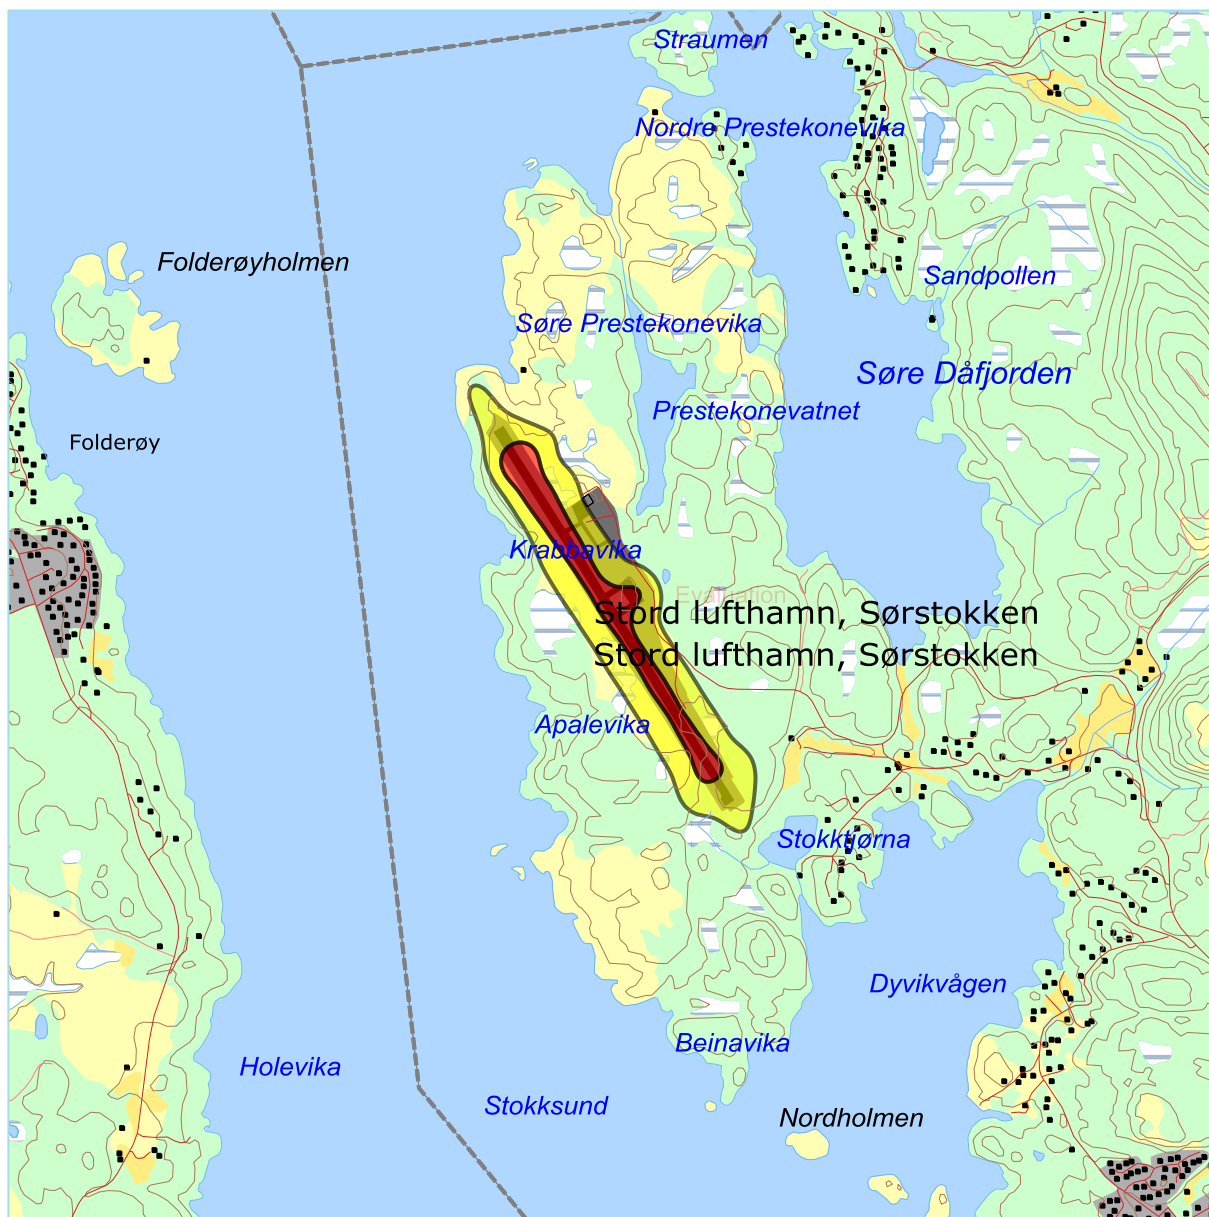 Straumen
Nordre Prestekonevika
Folderøyholmen
Sandpollen
Søre Prestekonevika
Søre Dåfjorden
Prestekonevatnet
Folderøy
Krabbavika
Evaluation
Stord lufthamn, Sørstokken
Stord lufthamn, Sørstokken
Apalevika
Stokktjørna
Dyvikvågen
Beinavika
Holevika
Stokksund
Nordholmen